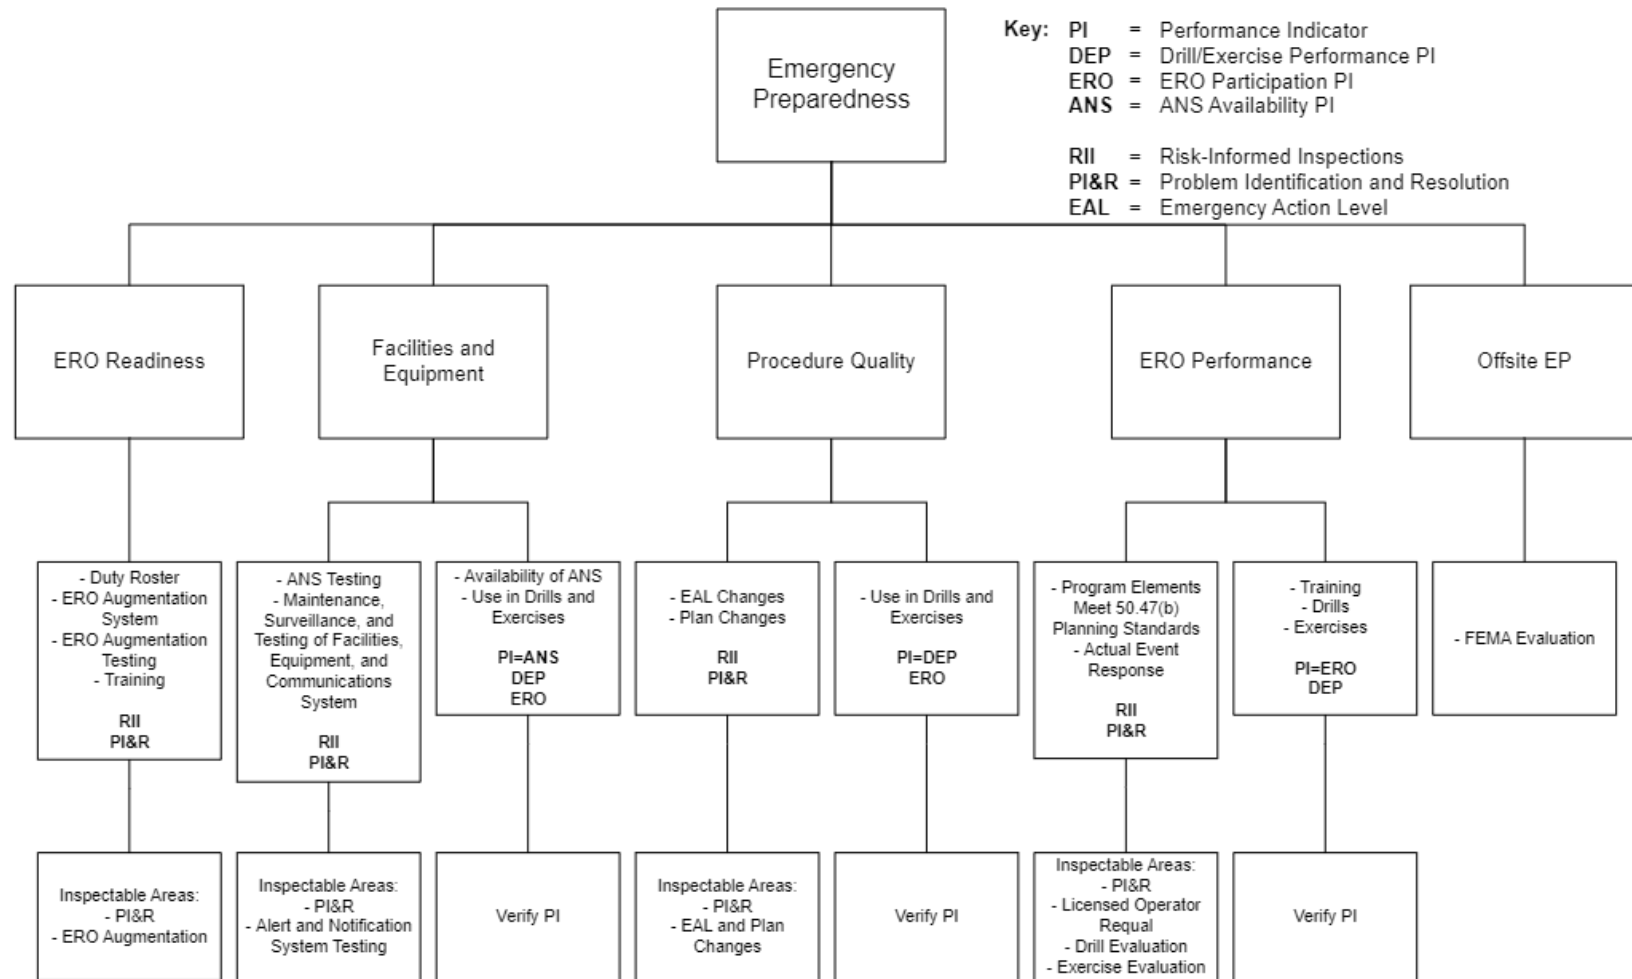 Emergency
Preparedness
Key: PI = Performance Indicator
DEP = Drill/Exercise Performance PI
ERO = ERO Participation PI
ANS = ANS Availability PI
RII = Risk-Informed Inspections
PI&R = Problem Identification and Resolution
EAL = Emergency Action Level
ERO Readiness
Facilities and
Equipment
Procedure Quality
ERO Performance
Offsite EP
- Duty Roster
- ERO Augmentation
System
- ERO Augmentation
Testing
- Training
RII
PI&R
- ANS Testing
- Maintenance,
Surveillance, and
Testing of Facilities,
Equipment, and
Communications
System
RII
PI&R
- Availability of ANS
- Use in Drills and
Exercises
PI=ANS
DEP
ERO
- EAL Changes
- Plan Changes
RII
PI&R
- Use in Drills and
Exercises
PI=DEP
ERO
- Program Elements
Meet 50.47(b)
Planning Standards
- Actual Event
Response
RII
PI&R
- Training
- Drills
- Exercises
PI=ERO
DEP
- FEMA Evaluation
Inspectable Areas:
- PI&R
- ERO Augmentation
Inspectable Areas:
- PI&R
- Alert and Notification
System Testing
Verify PI
Inspectable Areas:
- PI&R
- EAL and Plan
Changes
Verify PI
Inspectable Areas:
- PI&R
- Licensed Operator
Requal
- Drill Evaluation
- Exercise Evaluation
Verify PI